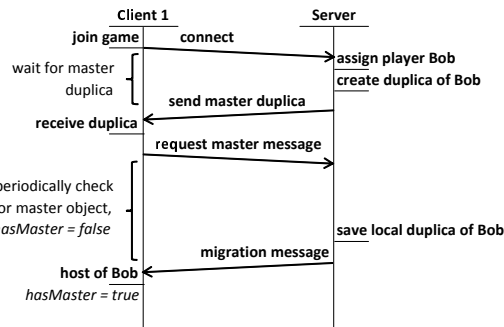 Client 1 Server
join game connect
assign player Bob
wait for master
duplica
create duplica of Bob
send master duplica
receive duplica
request master message
periodically check
or master object,
hasMaster = false
save local duplica of Bob
migration message
host of Bob
hasMaster = true